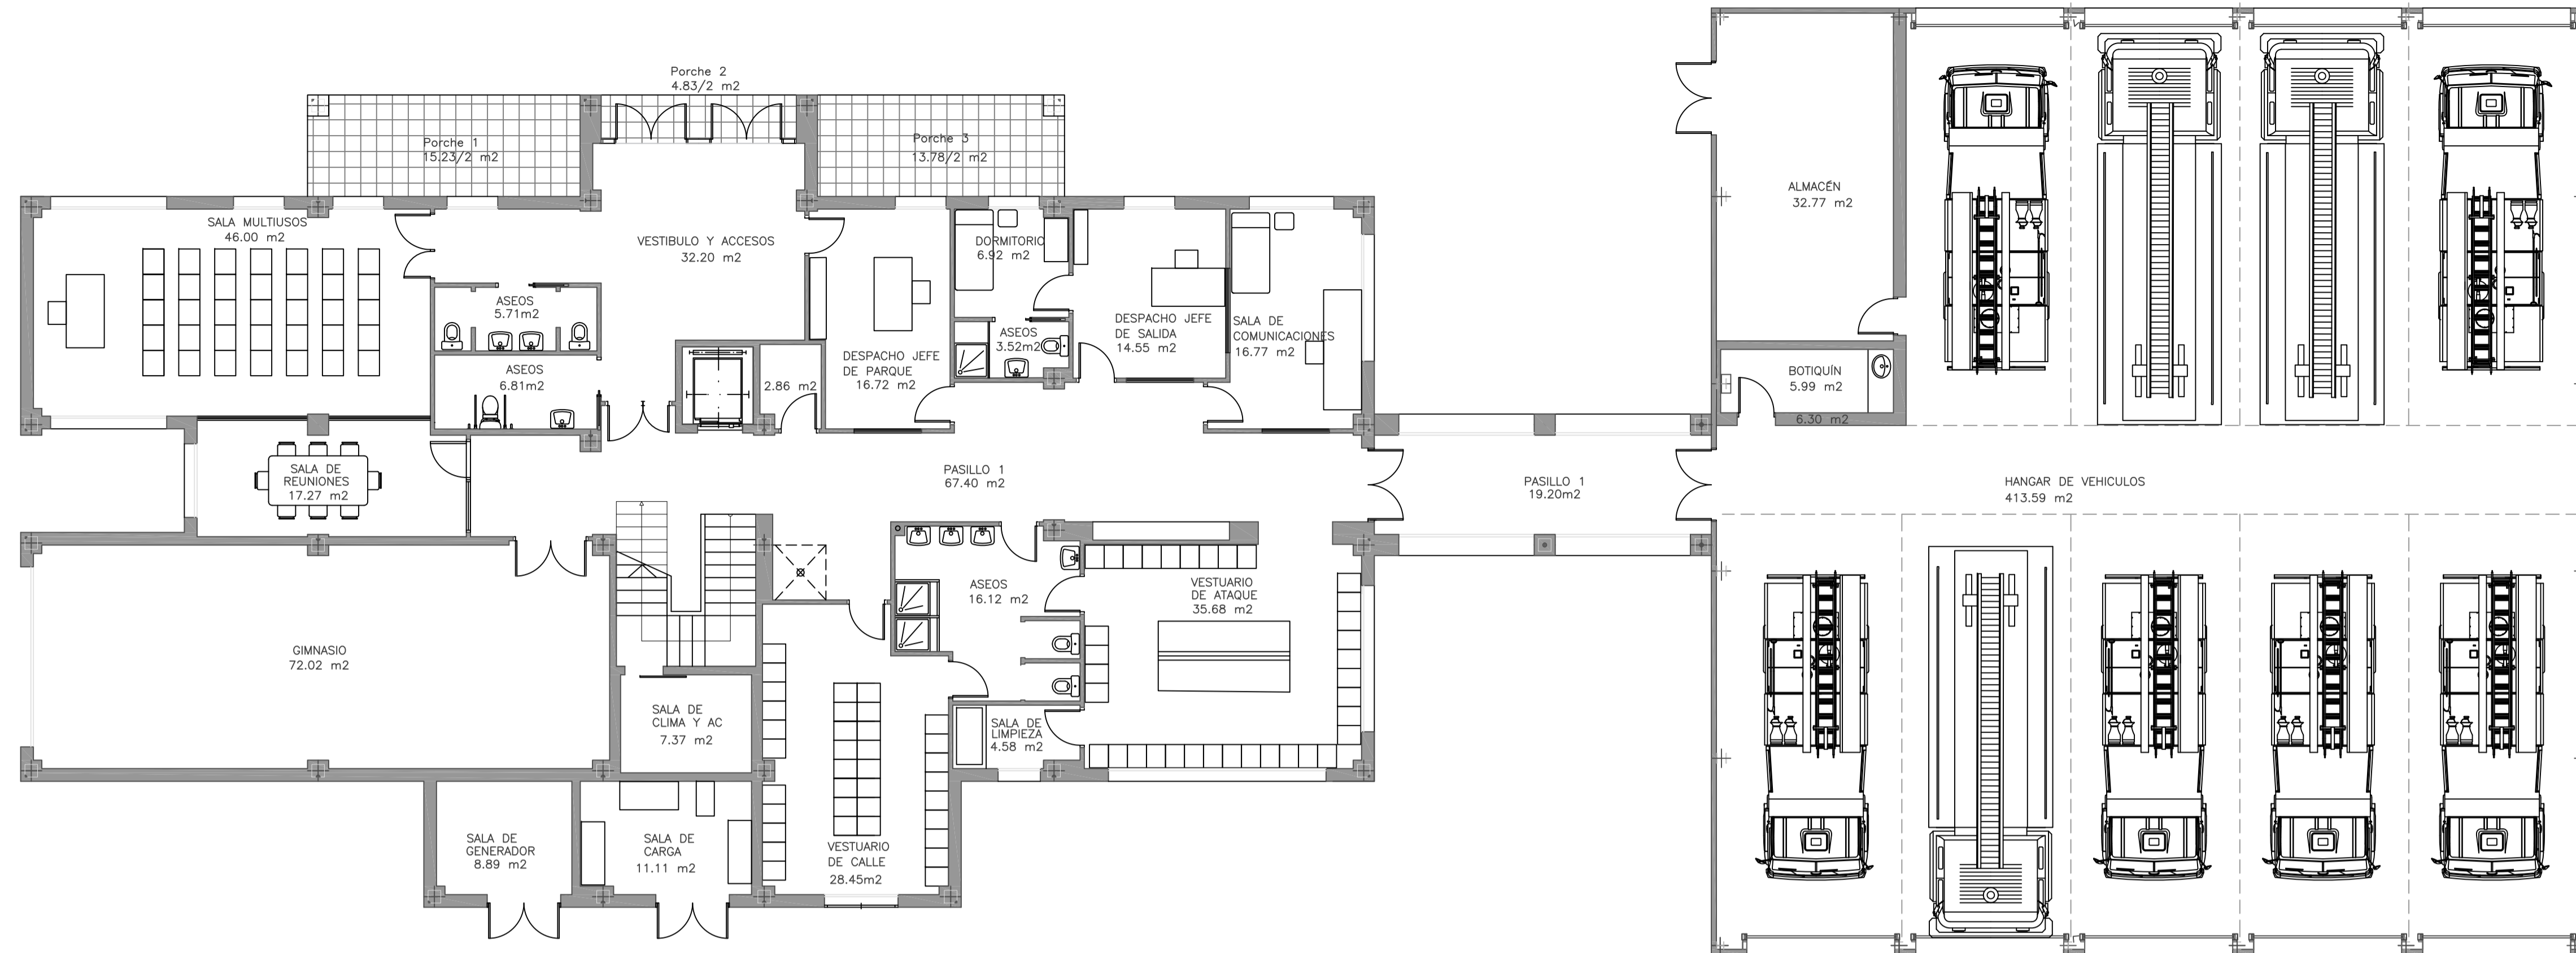 Porche 2
4.83/2 m2
Porche 1
15.23/2 m2
Porche 3
13.78/2 m2
SALA MULTIUSOS
46.00 m2
VESTIBULO Y ACCESOS
32.20 m2
DORMITORIO
6.92 m2
ALMACÉN
32.77 m2
ASEOS
5.71m2
ASEOS
3.52m2
DESPACHO JEFE
DE SALIDA
14.55 m2
SALA DE
COMUNICACIONES
16.77 m2
DESPACHO JEFE
DE PARQUE
16.72 m2
ASEOS
6.81m2
2.86 m2
BOTIQUÍN
5.99 m2
6.30 m2
SALA DE
REUNIONES
17.27 m2
PASILLO 1
67.40 m2
PASILLO 1
19.20m2
HANGAR DE VEHICULOS
413.59 m2
ASEOS
16.12 m2
VESTUARIO
DE ATAQUE
35.68 m2
GIMNASIO
72.02 m2
SALA DE
CLIMA Y AC
7.37 m2
SALA DE
LIMPIEZA
4.58 m2
SALA DE
GENERADOR
8.89 m2
SALA DE
CARGA
11.11 m2
VESTUARIO
DE CALLE
28.45m2